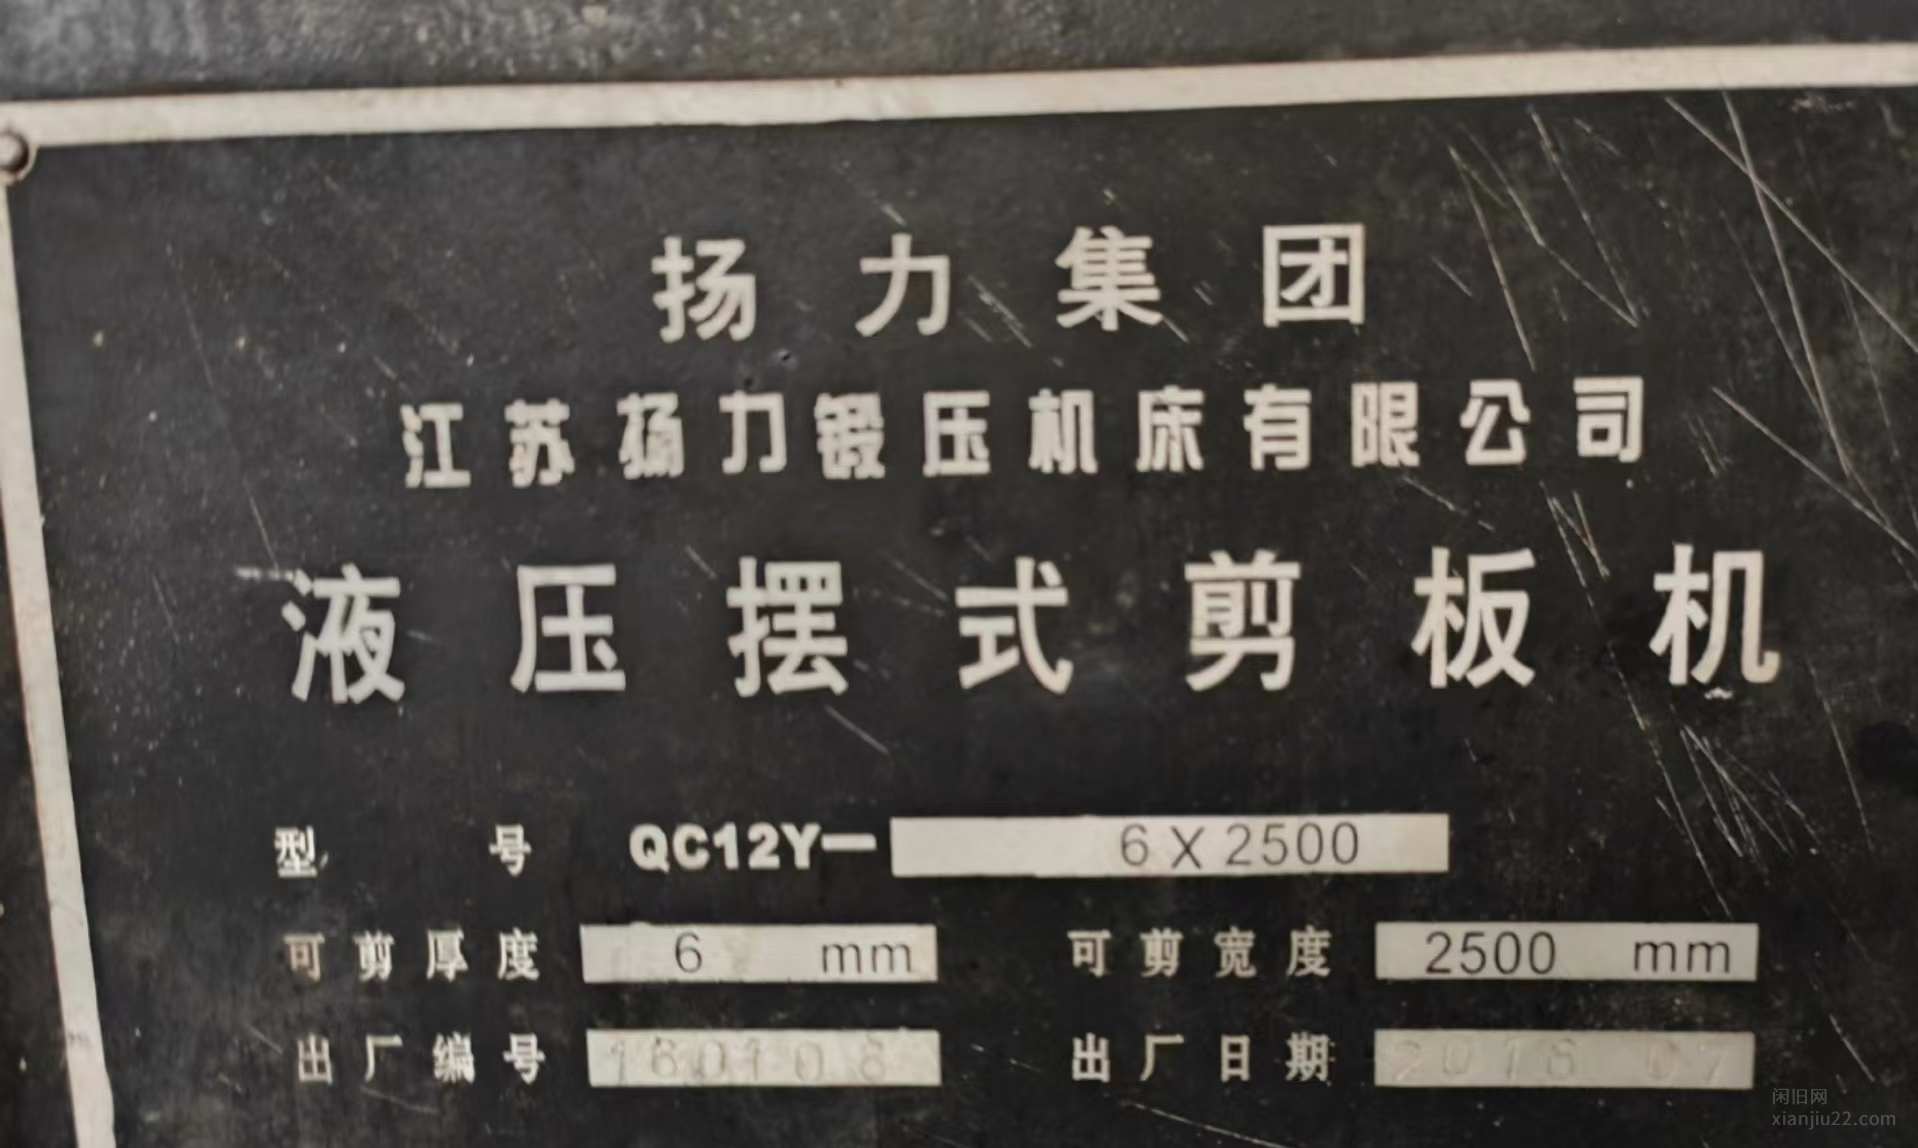 扬力集团
江苏扬力锻压机床有限公司
液压摆式剪板机
型号 QC12Y— 6X2500
可剪厚度 6 mm 可剪宽度 2500 mm
出厂编号 出厂日期
闲旧网
xianjiu22.com